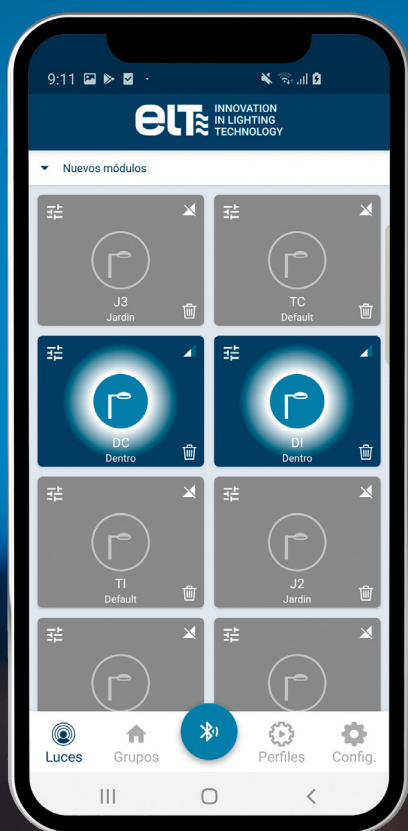 9:11
eLT INNOVATION
IN LIGHTING
TECHNOLOGY
Nuevos módulos
J3
Jardin
TC
Default
DC
Dentro
DI
Dentro
TI
Default
J2
Jardin
Luces
Grupos
Perfiles
Config.